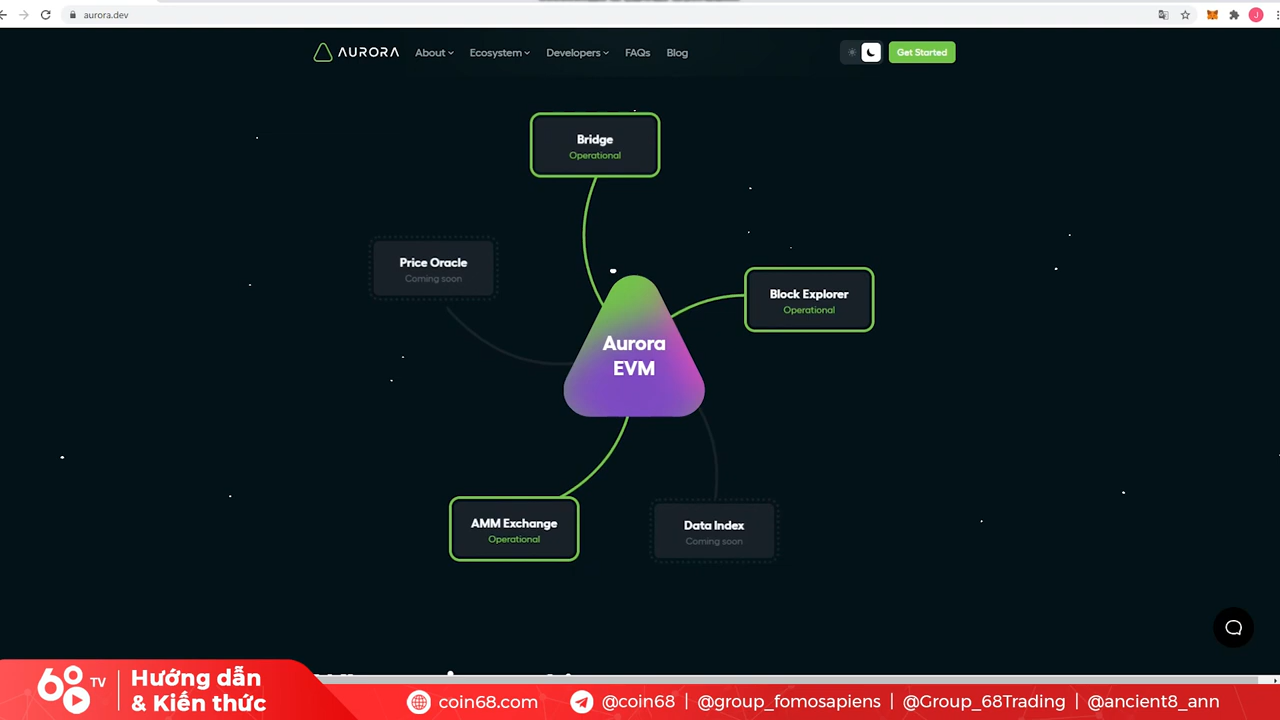 aurora.dev
J
AURORA
About
Ecosystem
Developers
FAQs
Blog
Get Started
Bridge
Operational
Price Oracle
Coming soon
Block Explorer
Operational
Aurora
EVM
AMM Exchange
Operational
Data Index
Coming soon
68 TV
Hướng dẫn
& Kiến thức
coin68.com
@coin68 | @group_fomosapiens | @Group_68Trading | @ancient8_ann